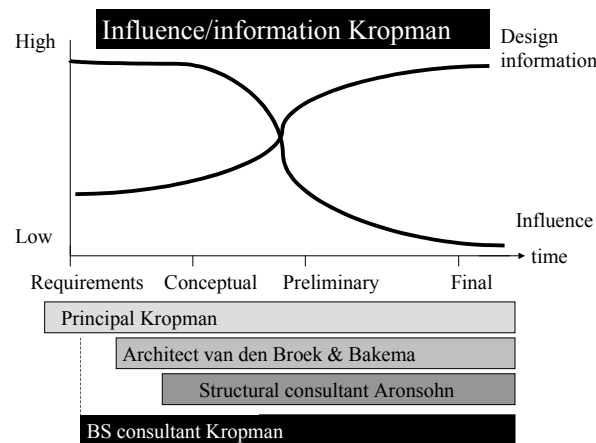 Influence/information Kropman
High
Design
information
Low
Influence
time
Requirements Conceptual Preliminary Final
Principal Kropman
Architect van den Broek & Bakema
Structural consultant Aronsohn
BS consultant Kropman